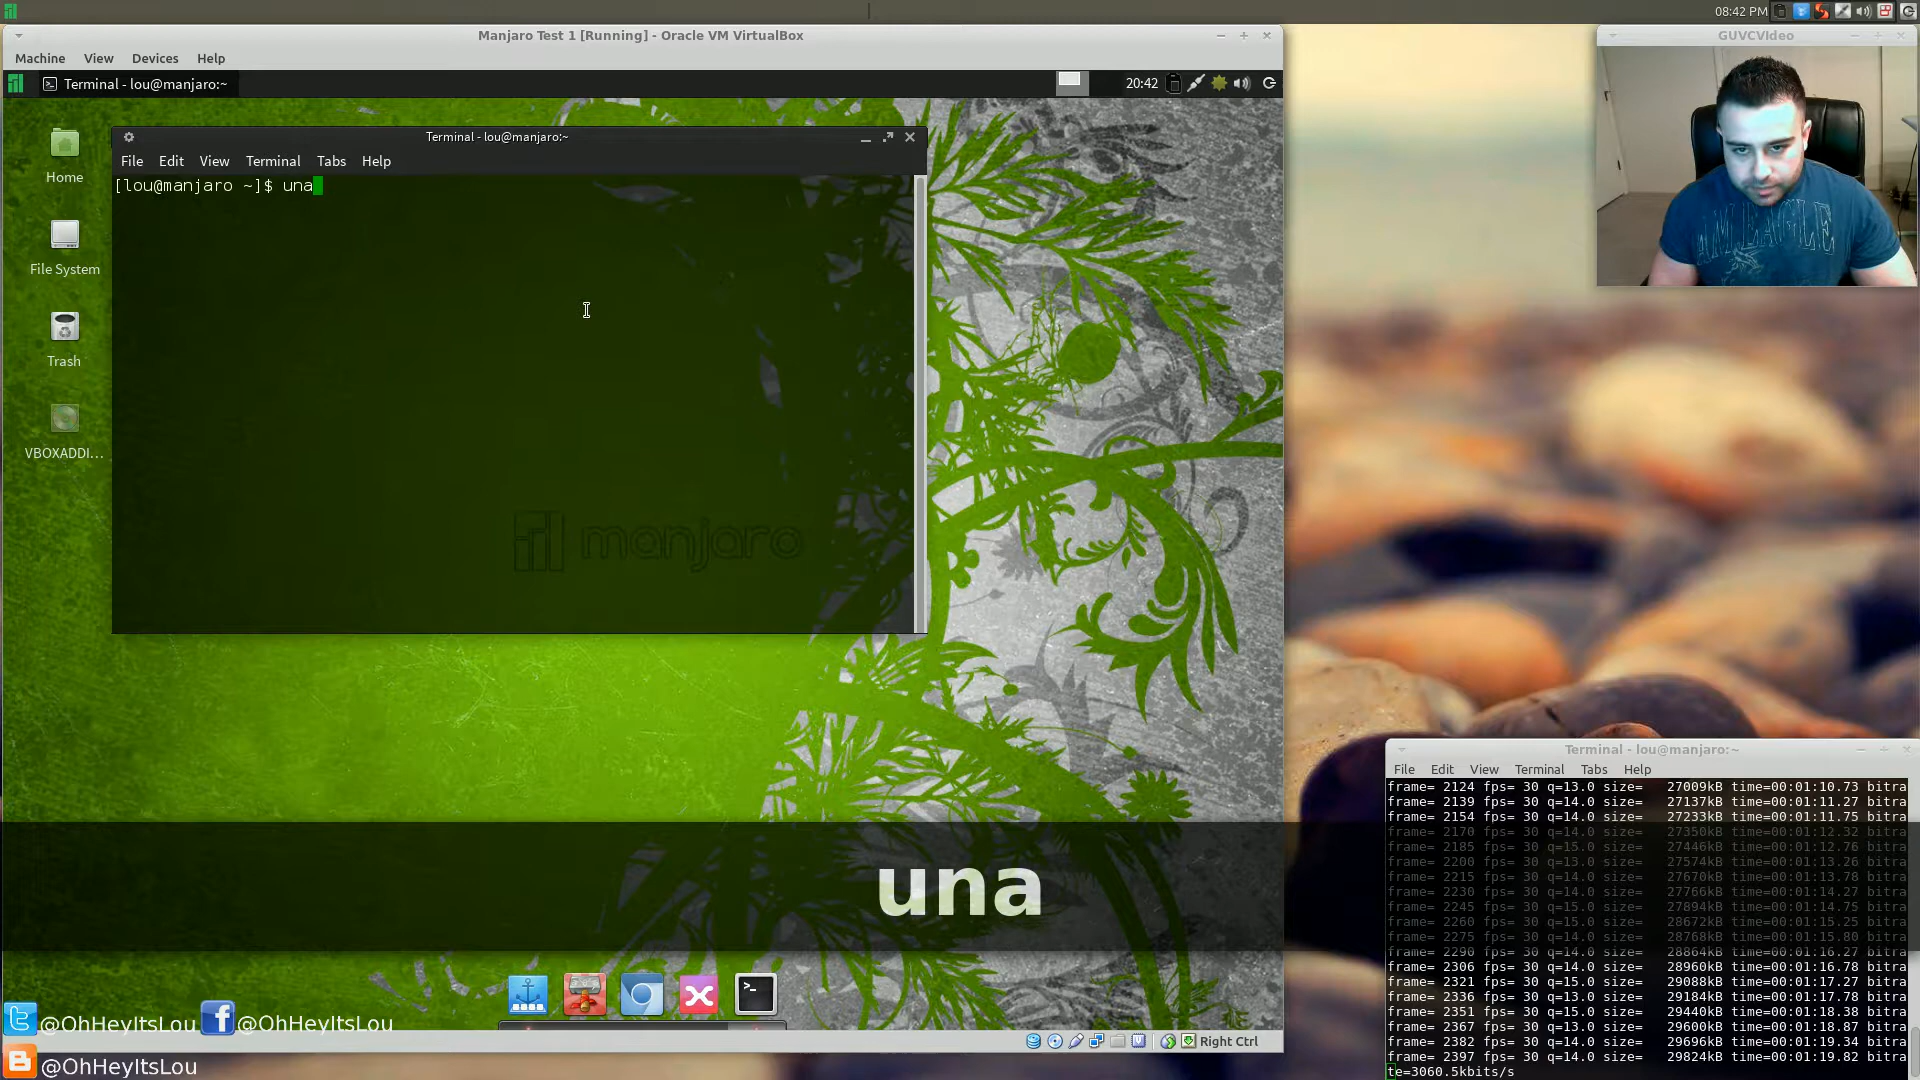 08:42 PM
Manjaro Test 1 [Running] - Oracle VM VirtualBox
GUVCVideo
Machine View Devices Help
Terminal - lou@manjaro:~
20:42
Terminal - lou@manjaro:~
File Edit View Terminal Tabs Help
[lou@manjaro ~]$ una
Home
File System
Trash
VBOXADDI...
manjaro
una
Terminal - lou@manjaro:~
File Edit View Terminal Tabs Help
frame= 2124 fps= 30 q=13.0 size= 27009kB time=00:01:10.73 bitra
frame= 2139 fps= 30 q=14.0 size= 27137kB time=00:01:11.27 bitra
frame= 2154 fps= 30 q=14.0 size= 27233kB time=00:01:11.75 bitra
frame= 2170 fps= 30 q=14.0 size= 27350kB time=00:01:12.32 bitra
frame= 2185 fps= 30 q=15.0 size= 27446kB time=00:01:12.76 bitra
frame= 2200 fps= 30 q=13.0 size= 27574kB time=00:01:13.26 bitra
frame= 2215 fps= 30 q=14.0 size= 27670kB time=00:01:13.78 bitra
frame= 2230 fps= 30 q=14.0 size= 27766kB time=00:01:14.27 bitra
frame= 2245 fps= 30 q=15.0 size= 27894kB time=00:01:14.75 bitra
frame= 2260 fps= 30 q=15.0 size= 28672kB time=00:01:15.25 bitra
frame= 2275 fps= 30 q=14.0 size= 28768kB time=00:01:15.80 bitra
frame= 2290 fps= 30 q=14.0 size= 28864kB time=00:01:16.27 bitra
frame= 2306 fps= 30 q=14.0 size= 28960kB time=00:01:16.78 bitra
frame= 2321 fps= 30 q=15.0 size= 29088kB time=00:01:17.27 bitra
frame= 2336 fps= 30 q=13.0 size= 29184kB time=00:01:17.78 bitra
frame= 2351 fps= 30 q=15.0 size= 29440kB time=00:01:18.38 bitra
frame= 2367 fps= 30 q=13.0 size= 29600kB time=00:01:18.87 bitra
frame= 2382 fps= 30 q=14.0 size= 29696kB time=00:01:19.34 bitra
frame= 2397 fps= 30 q=14.0 size= 29824kB time=00:01:19.82 bitra
te=3060.5kbits/s
@OhHeyItsLou @OhHeyItsLou
Right Ctrl
@OhHeyItsLou